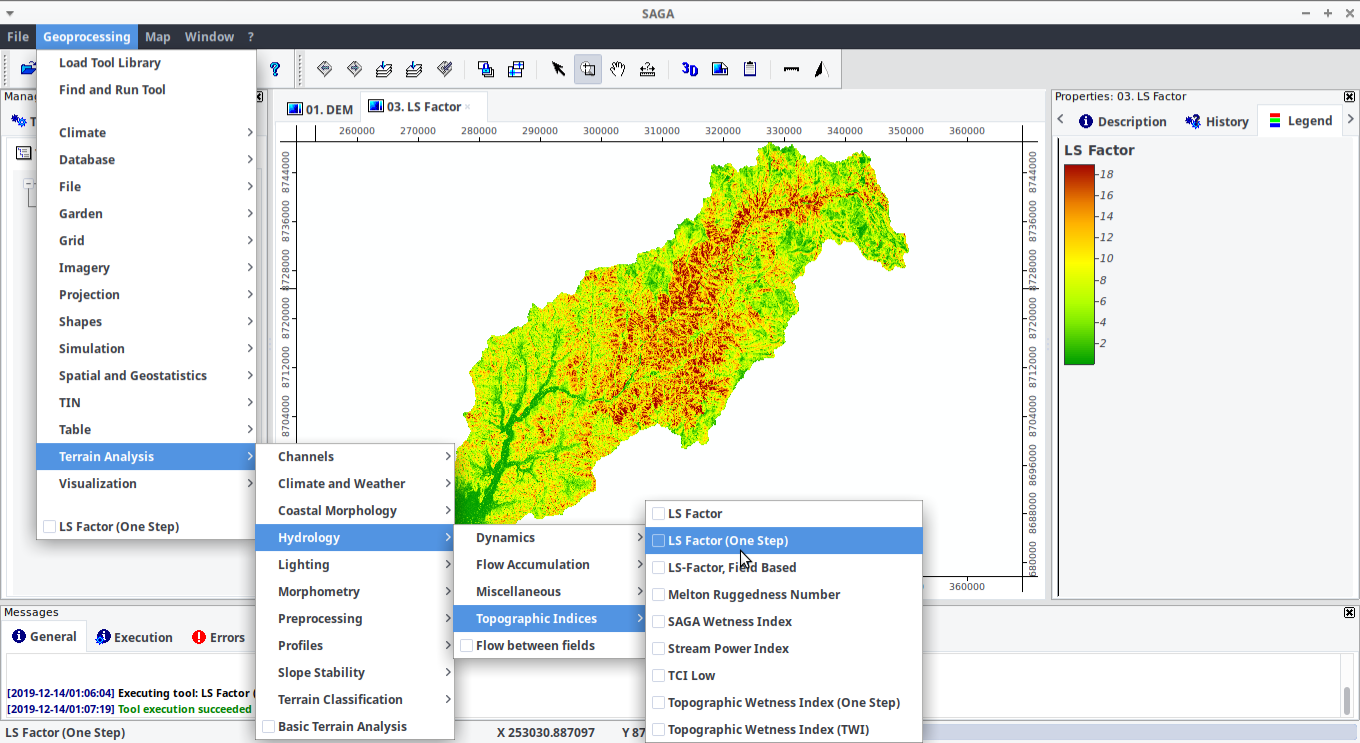 SAGA
File Geoprocessing Map Window ?
Load Tool Library
Find and Run Tool
Climate
Database
File
Garden
Grid
Imagery
Projection
Shapes
Simulation
Spatial and Geostatistics
TIN
Table
Terrain Analysis
Visualization
LS Factor (One Step)
Channels
Climate and Weather
Coastal Morphology
Hydrology
Lighting
Morphometry
Preprocessing
Profiles
Slope Stability
Terrain Classification
Basic Terrain Analysis
Dynamics
Flow Accumulation
Miscellaneous
Topographic Indices
Flow between fields
LS Factor
LS Factor (One Step)
LS-Factor, Field Based
Melton Ruggedness Number
SAGA Wetness Index
Stream Power Index
TCI Low
Topographic Wetness Index (One Step)
Topographic Wetness Index (TWI)
? 3D
01. DEM 03. LS Factor
260000 270000 280000 290000 300000 310000 320000 330000 340000 350000 360000
8744000 8736000 8728000 8720000 8712000 8704000
8744000 8736000 8728000 8720000 8712000 8704000 8696000 8688000 8680000
360000
Properties: 03. LS Factor
Description History Legend
LS Factor
18
16
14
12
10
8
6
4
2
Messages
General Execution Errors
[2019-12-14/01:06:04] Executing tool: LS Factor (
[2019-12-14/01:07:19] Tool execution succeeded
LS Factor (One Step) X 253030.887097 Y 87